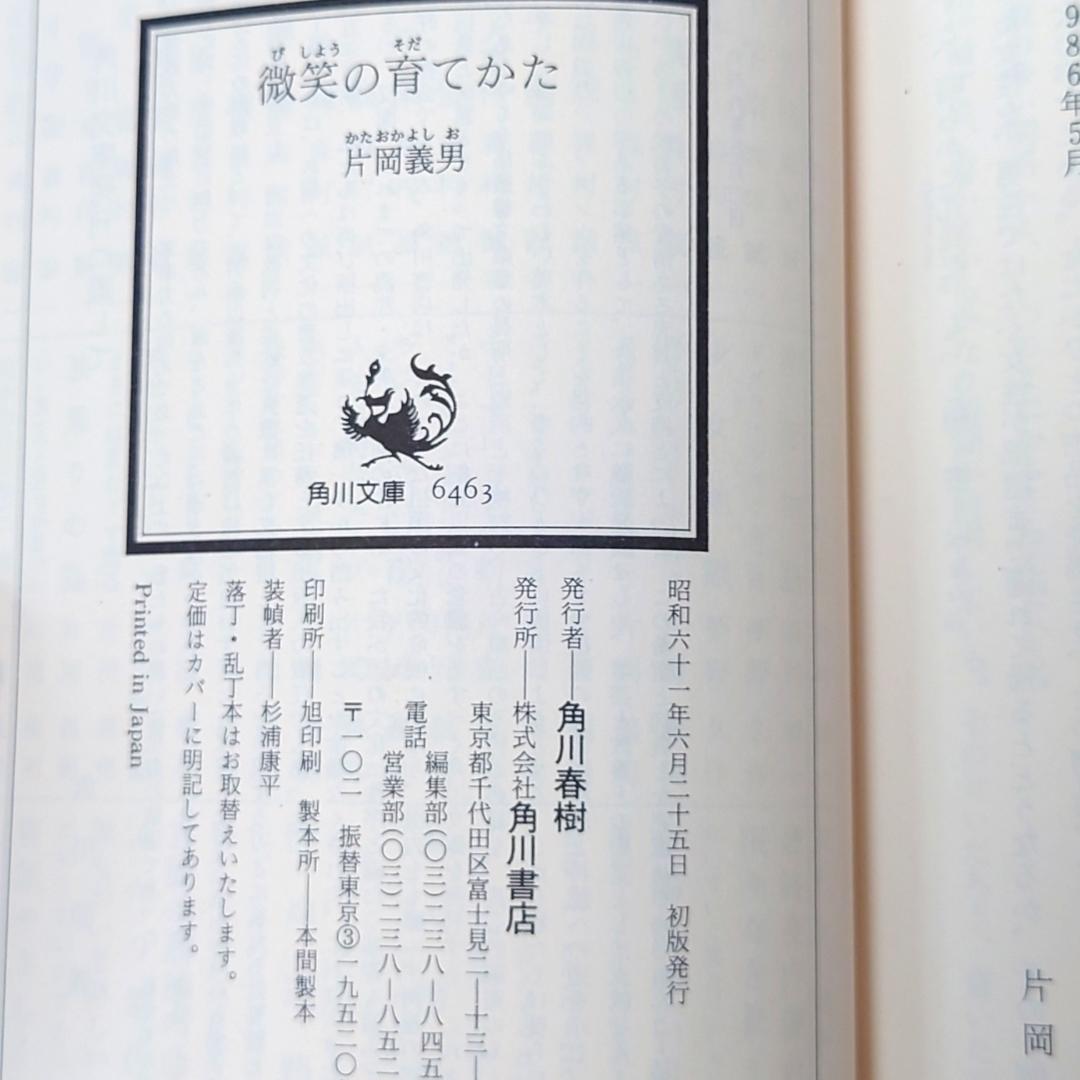 986年5月
片岡
微笑の育てかた
びしようそだ
片岡義男
かたおかよしお
角川文庫 6463
昭和六十一年六月二十五日 初版発行
発行者――角川春樹
発行所――株式会社角川書店
東京都千代田区富士見二―十三―
電話 編集部(〇三)二三八―八四五
営業部(〇三)二三八―八五二
〒一〇二 振替東京③一九五二〇
印刷所――旭印刷 製本所――本間製本
装幀者――杉浦康平
落丁・乱丁本はお取替えいたします。
定価はカバーに明記してあります。
Printed in Japan